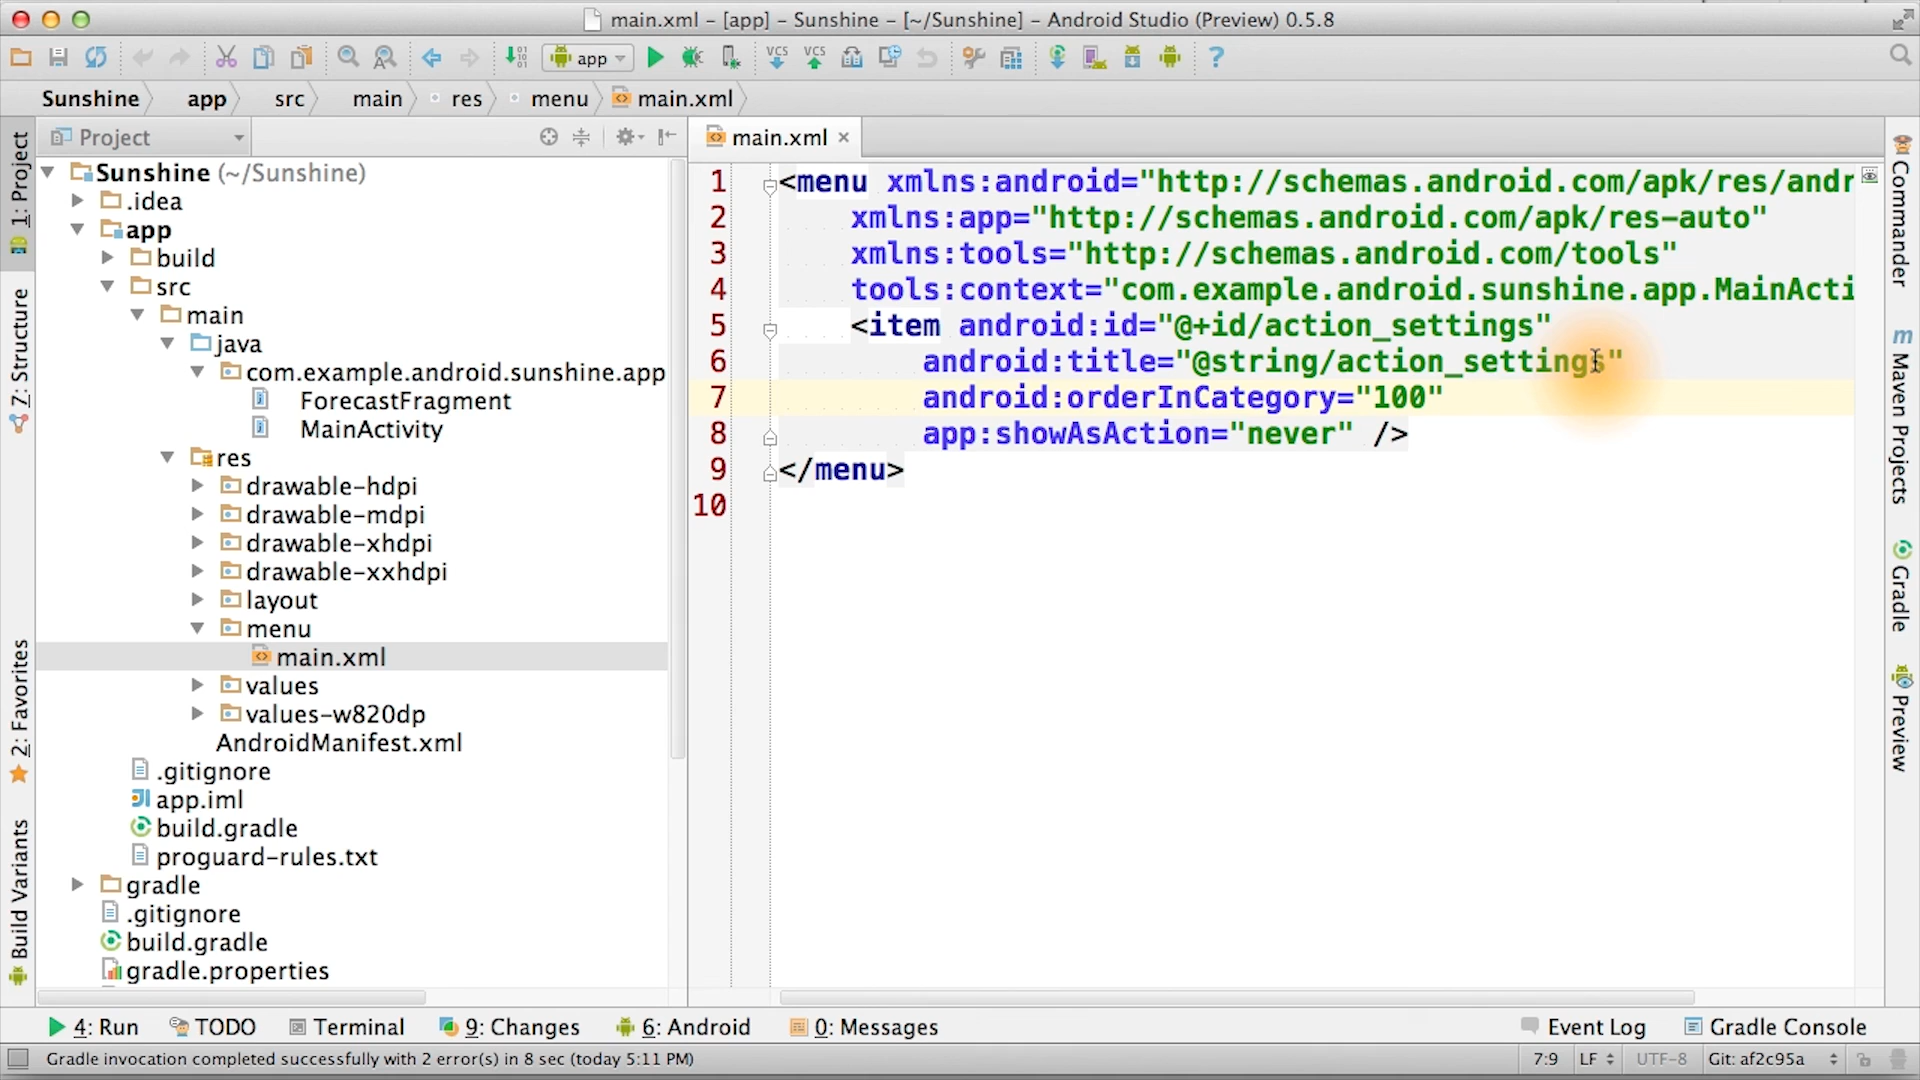 main.xml – [app] – Sunshine – [~/Sunshine] – Android Studio (Preview) 0.5.8
app
VCS VCS
?
Sunshine app src main res menu main.xml
Project
main.xml ×
Sunshine (~/Sunshine)
.idea
app
build
src
main
java
com.example.android.sunshine.app
ForecastFragment
MainActivity
res
drawable-hdpi
drawable-mdpi
drawable-xhdpi
drawable-xxhdpi
layout
menu
main.xml
values
values-w820dp
AndroidManifest.xml
.gitignore
app.iml
build.gradle
proguard-rules.txt
gradle
.gitignore
build.gradle
gradle.properties
1: Project
7: Structure
2: Favorites
Build Variants
1 <menu xmlns:android="http://schemas.android.com/apk/res/andr
2 xmlns:app="http://schemas.android.com/apk/res-auto"
3 xmlns:tools="http://schemas.android.com/tools"
4 tools:context="com.example.android.sunshine.app.MainActi
5 <item android:id="@+id/action_settings"
6 android:title="@string/action_settings"
7 android:orderInCategory="100"
8 app:showAsAction="never" />
9 </menu>
10
Commander
Maven Projects
Gradle
Preview
4: Run TODO Terminal 9: Changes 6: Android 0: Messages Event Log Gradle Console
Gradle invocation completed successfully with 2 error(s) in 8 sec (today 5:11 PM) 7:9 LF UTF-8 Git: af2c95a